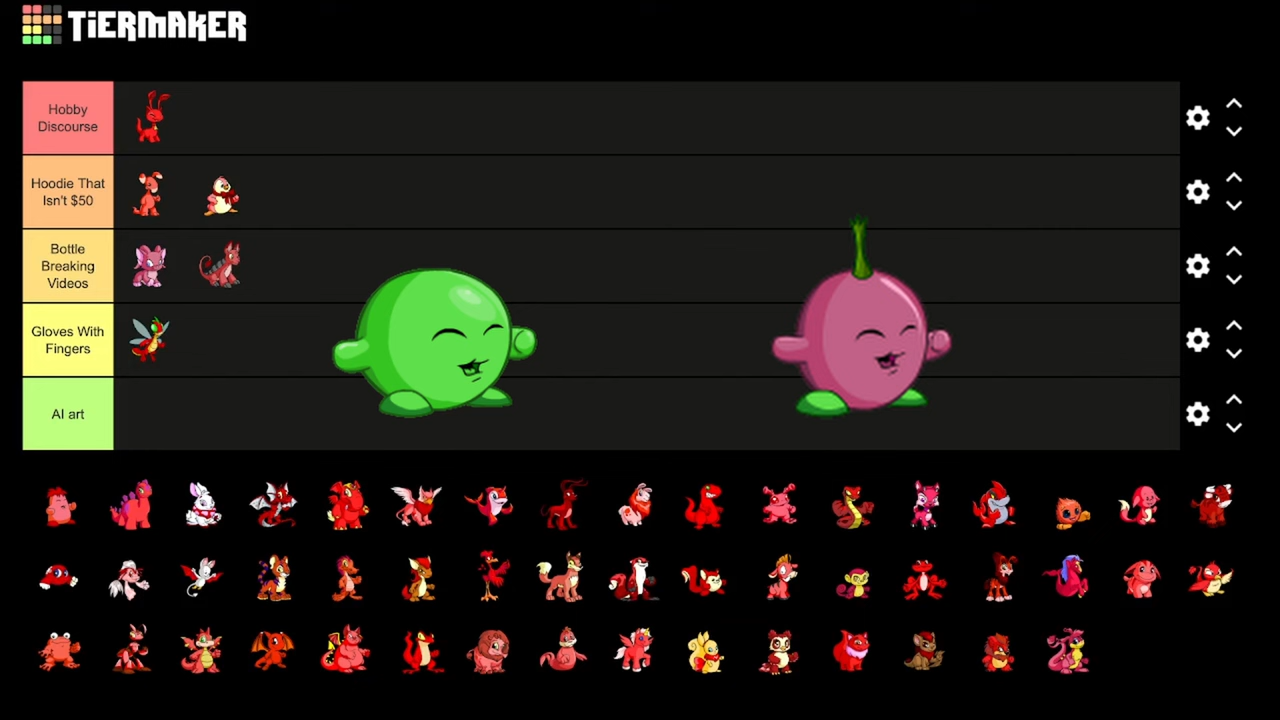 TIERMAKER
Hobby
Discourse
Hoodie That
Isn't $50
Bottle
Breaking
Videos
Gloves With
Fingers
AI art